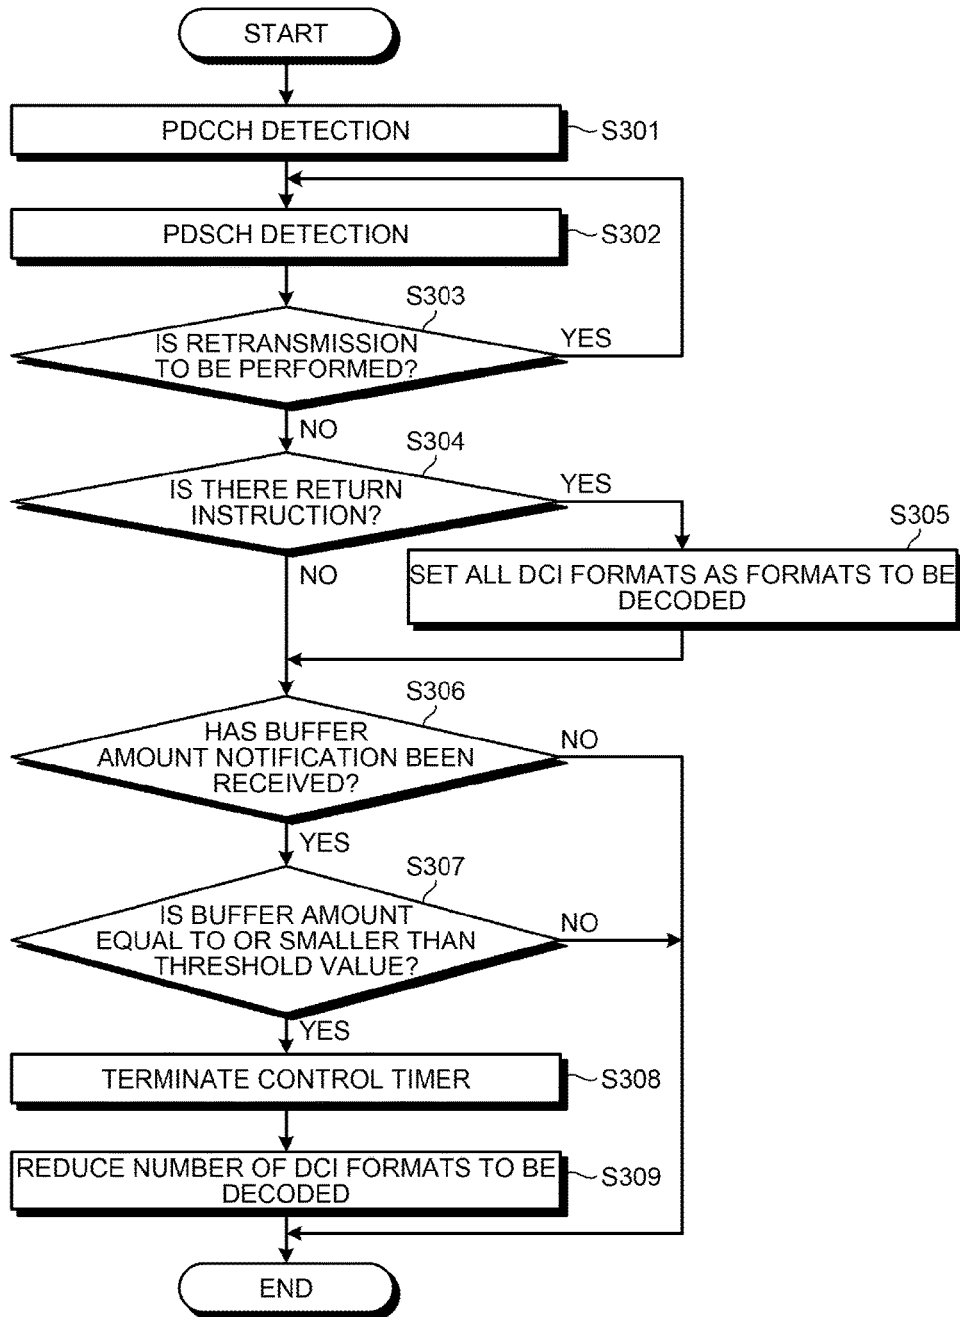 START
PDCCH DETECTION
S301
PDSCH DETECTION
S302
S303
IS RETRANSMISSION
TO BE PERFORMED?
YES
NO
S304
IS THERE RETURN
INSTRUCTION?
YES
NO
S305
SET ALL DCI FORMATS AS FORMATS TO BE
DECODED
S306
HAS BUFFER
AMOUNT NOTIFICATION BEEN
RECEIVED?
NO
YES
S307
IS BUFFER AMOUNT
EQUAL TO OR SMALLER THAN
THRESHOLD VALUE?
NO
YES
TERMINATE CONTROL TIMER
S308
REDUCE NUMBER OF DCI FORMATS TO BE
DECODED
S309
END